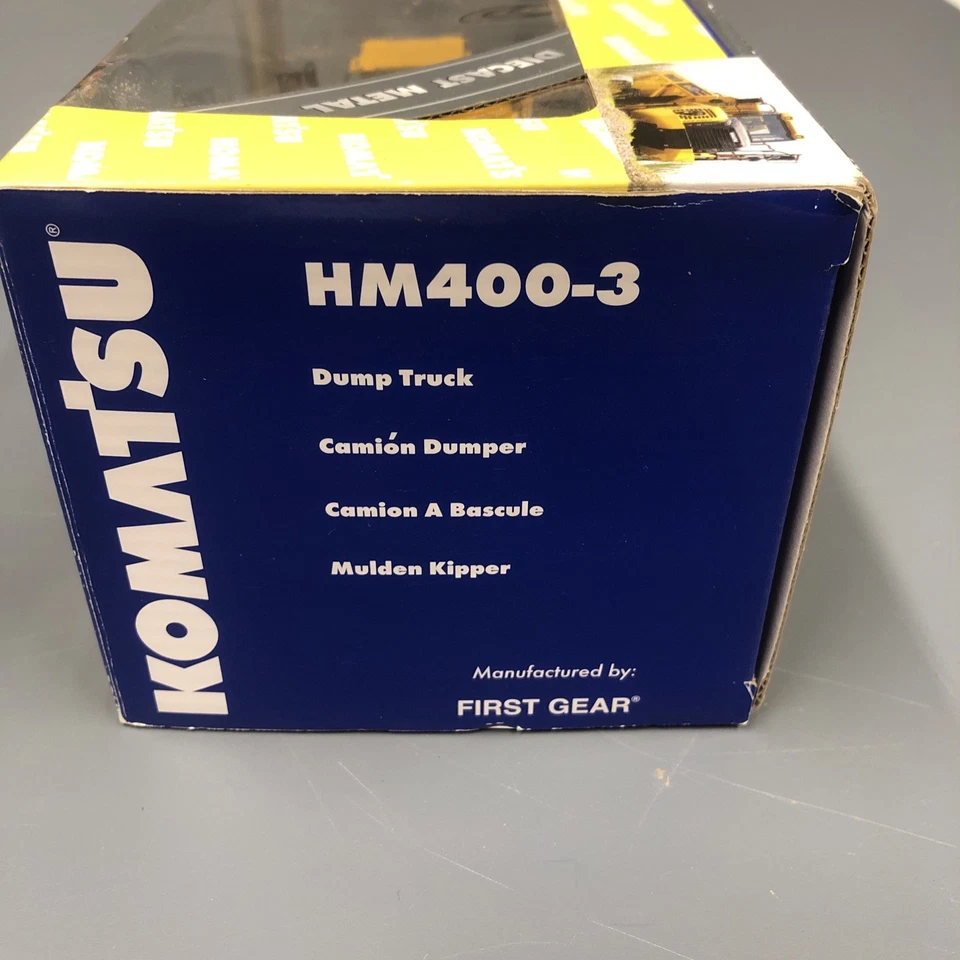 DIECAST METAL
KOMATSU®
HM400-3
Dump Truck
Camión Dumper
Camion A Bascule
Mulden Kipper
Manufactured by:
FIRST GEAR®